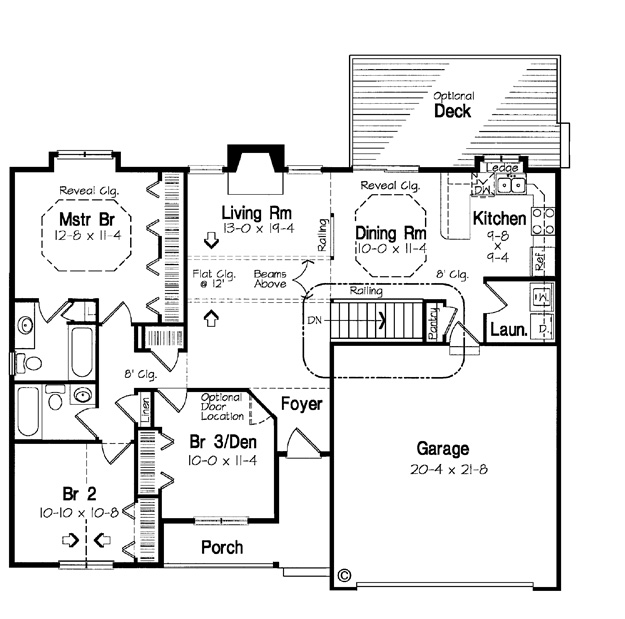 Optional
Deck
Ledge
DW
Reveal Clg.
Mstr Br
12-8 x 11-4
Living Rm
13-0 x 19-4
Railing
Reveal Clg.
Dining Rm
10-0 x 11-4
Kitchen
9-8
x
9-4
Ref.
Flat Clg.
@ 12'
Beams
Above
8' Clg.
Railing
DN
Pantry
Laun.
W
D
8' Clg.
Linen
Optional
Door
Location
Foyer
Br 3/Den
10-0 x 11-4
Garage
20-4 x 21-8
Br 2
10-10 x 10-8
Porch
©